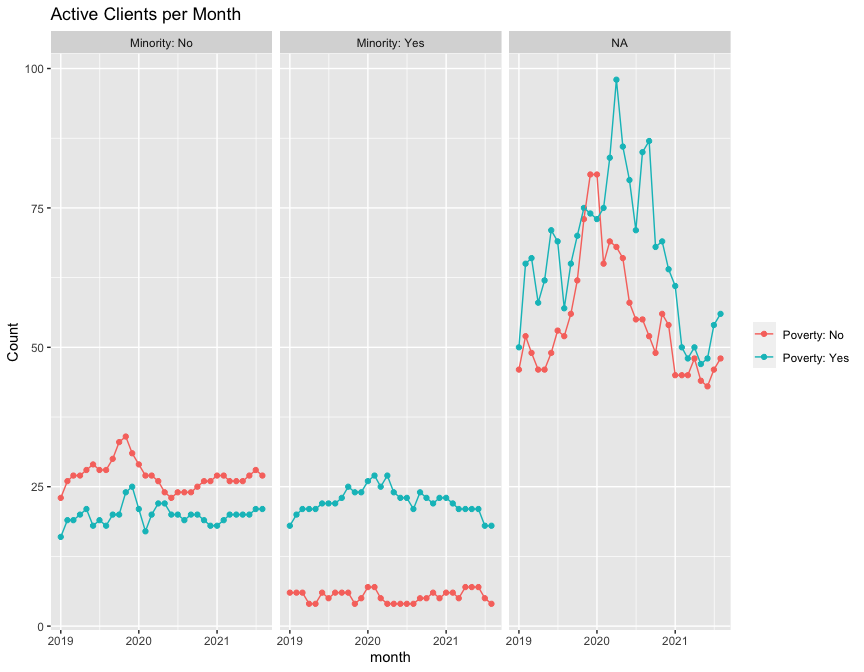 Active Clients per Month
Minority: No
Minority: Yes
NA
Count
100
75
50
25
0
2019 2020 2021
2019 2020 2021
2019 2020 2021
month
Poverty: No
Poverty: Yes